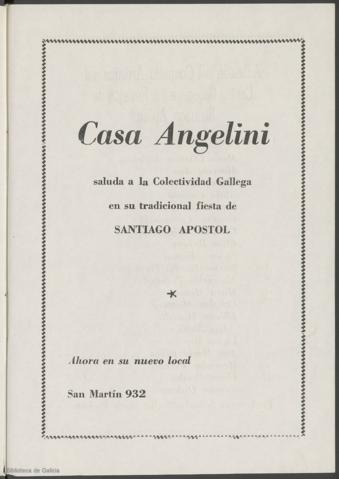 Casa Angelini
saluda a la Colectividad Gallega
en su tradicional fiesta de
SANTIAGO APOSTOL
*
Ahora en su nuevo local
San Martín 932
Biblioteca de Galicia